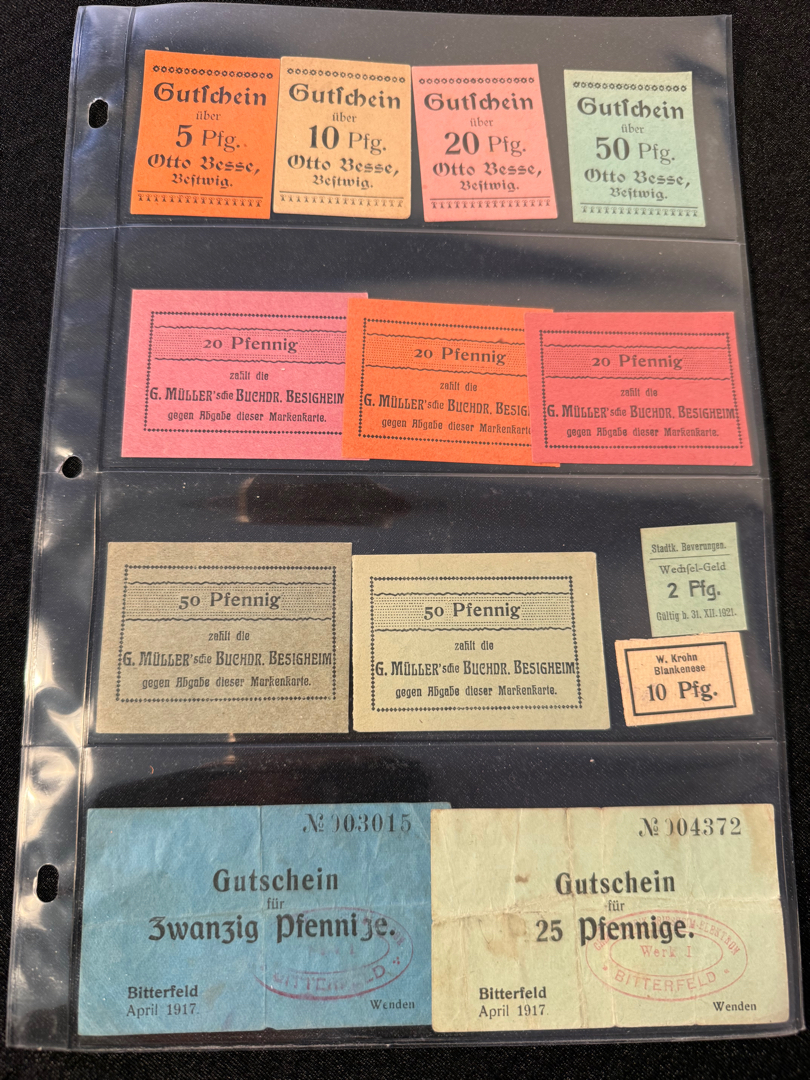 Gutschein
über
5 Pfg.
Otto Besse,
Bestwig.
Gutschein
über
10 Pfg.
Otto Besse,
Bestwig.
Gutschein
über
20 Pfg.
Otto Besse,
Bestwig.
Gutschein
über
50 Pfg.
Otto Besse,
Bestwig.
20 Pfennig
zahlt die
G. MÜLLER'sche BUCHDR. BESIGHEIM
gegen Abgabe dieser Markenkarte.
20 Pfennig
zahlt die
G. MÜLLER'sche BUCHDR. BESIG
gegen Abgabe dieser Markenkart
20 Pfennig
zahlt die
G. MÜLLER'sche BUCHDR. BESIGHEIM
gegen Abgabe dieser Markenkarte.
50 Pfennig
zahlt die
G. MÜLLER'sche BUCHDR. BESIGHEIM
gegen Abgabe dieser Markenkarte.
50 Pfennig
zahlt die
G. MÜLLER'sche BUCHDR. BESIGHEIM
gegen Abgabe dieser Markenkarte.
Stadtk. Beverungen.
Wechsel-Geld
2 Pfg.
Gültig b. 31. XII. 1921.
W. Krohn
Blankenese
10 Pfg.
№ 003015
Gutschein
für
Zwanzig Pfennige.
BITTERFELD
Bitterfeld
April 1917.
Wenden
№ 004372
Gutschein
für
25 Pfennige.
Werk I
BITTERFELD
Bitterfeld
April 1917.
Wenden